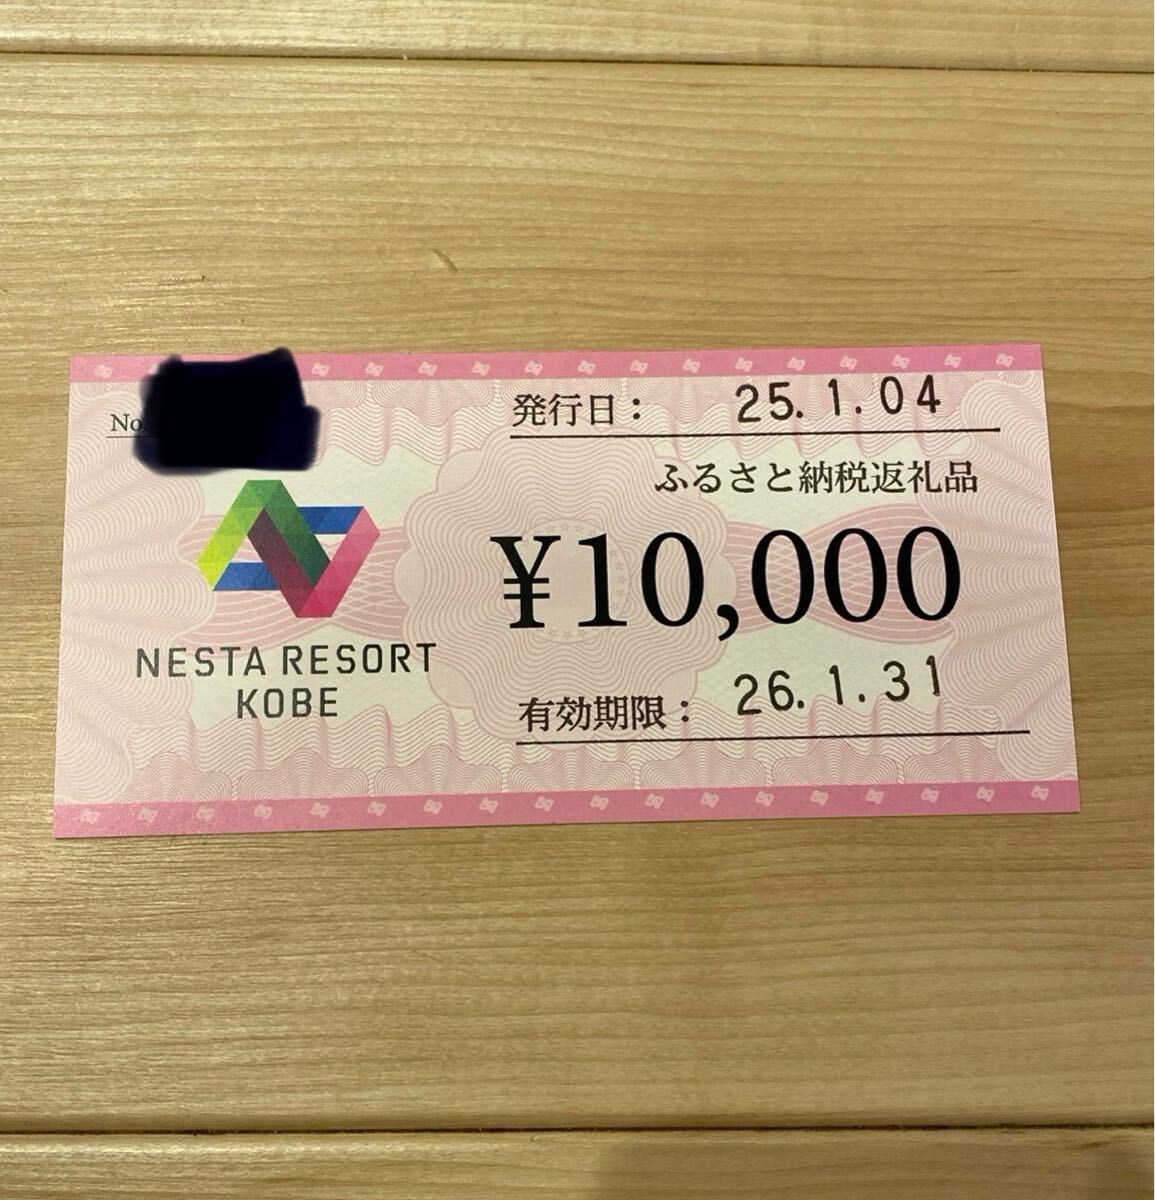 No.
発行日： 25.1.04
ふるさと納税返礼品
¥10,000
NESTA RESORT
KOBE
有効期限： 26.1.31